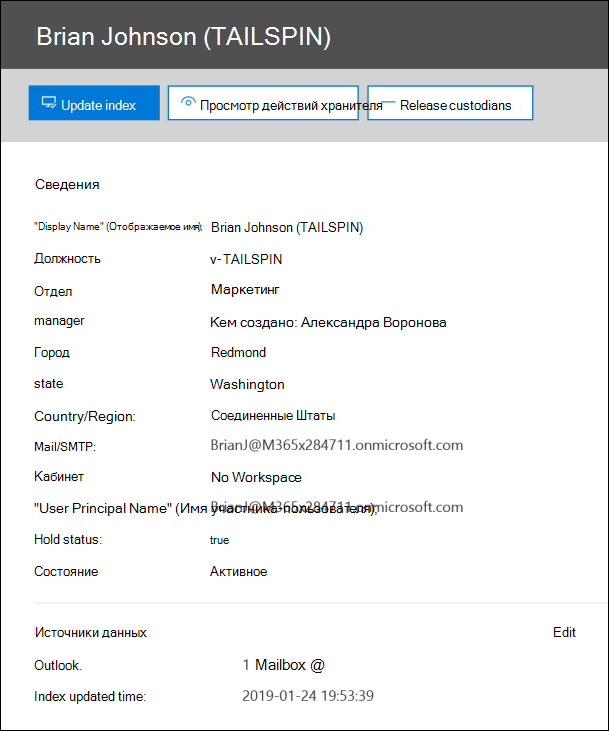 Brian Johnson (TAILSPIN)
Update index Просмотр действий хранителя Release custodians
Сведения
"Display Name" (Отображаемое имя): Brian Johnson (TAILSPIN)
Должность v-TAILSPIN
Отдел Маркетинг
manager Кем создано: Александра Воронова
Город Redmond
state Washington
Country/Region: Соединенные Штаты
Mail/SMTP: BrianJ@M365x284711.onmicrosoft.com
Кабинет No Workspace
"User Principal Name" (Имя участника-пользователя); BrianJ@M365x284711.onmicrosoft.com
Hold status: true
Состояние Активное
Источники данных Edit
Outlook. 1 Mailbox @
Index updated time: 2019-01-24 19:53:39